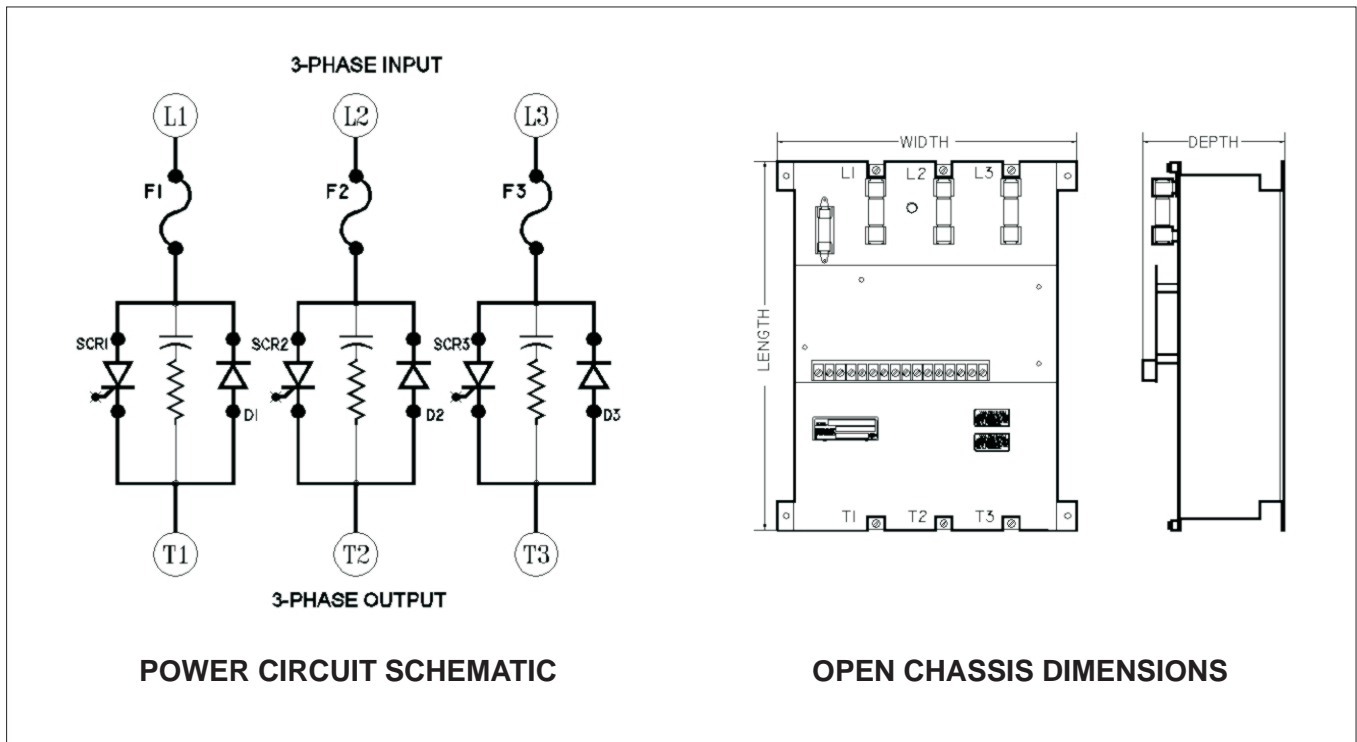 3-PHASE INPUT
L1 L2 L3
F1 F2 F3
SCR1 SCR2 SCR3
D1 D2 D3
T1 T2 T3
3-PHASE OUTPUT
POWER CIRCUIT SCHEMATIC
WIDTH
DEPTH
L1 L2 L3
LENGTH
T1 T2 T3
OPEN CHASSIS DIMENSIONS